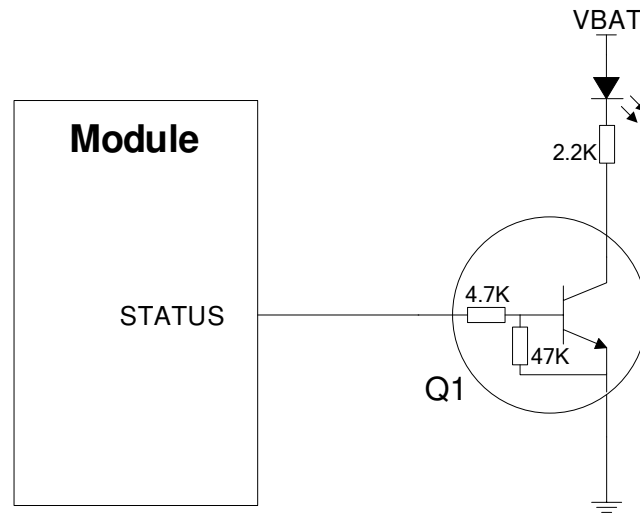 VBAT
Module
2.2K
4.7K
STATUS
47K
Q1